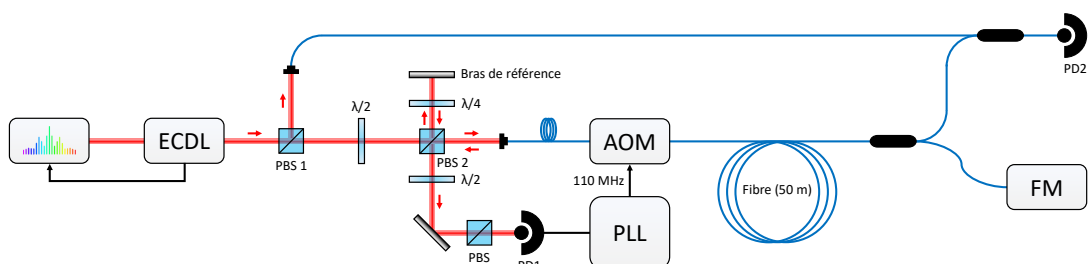 PD2
Bras de référence
λ/2
λ/4
ECDL
AOM
PBS 1
PBS 2
λ/2
110 MHz
Fibre (50 m)
FM
PLL
PBS
PD1